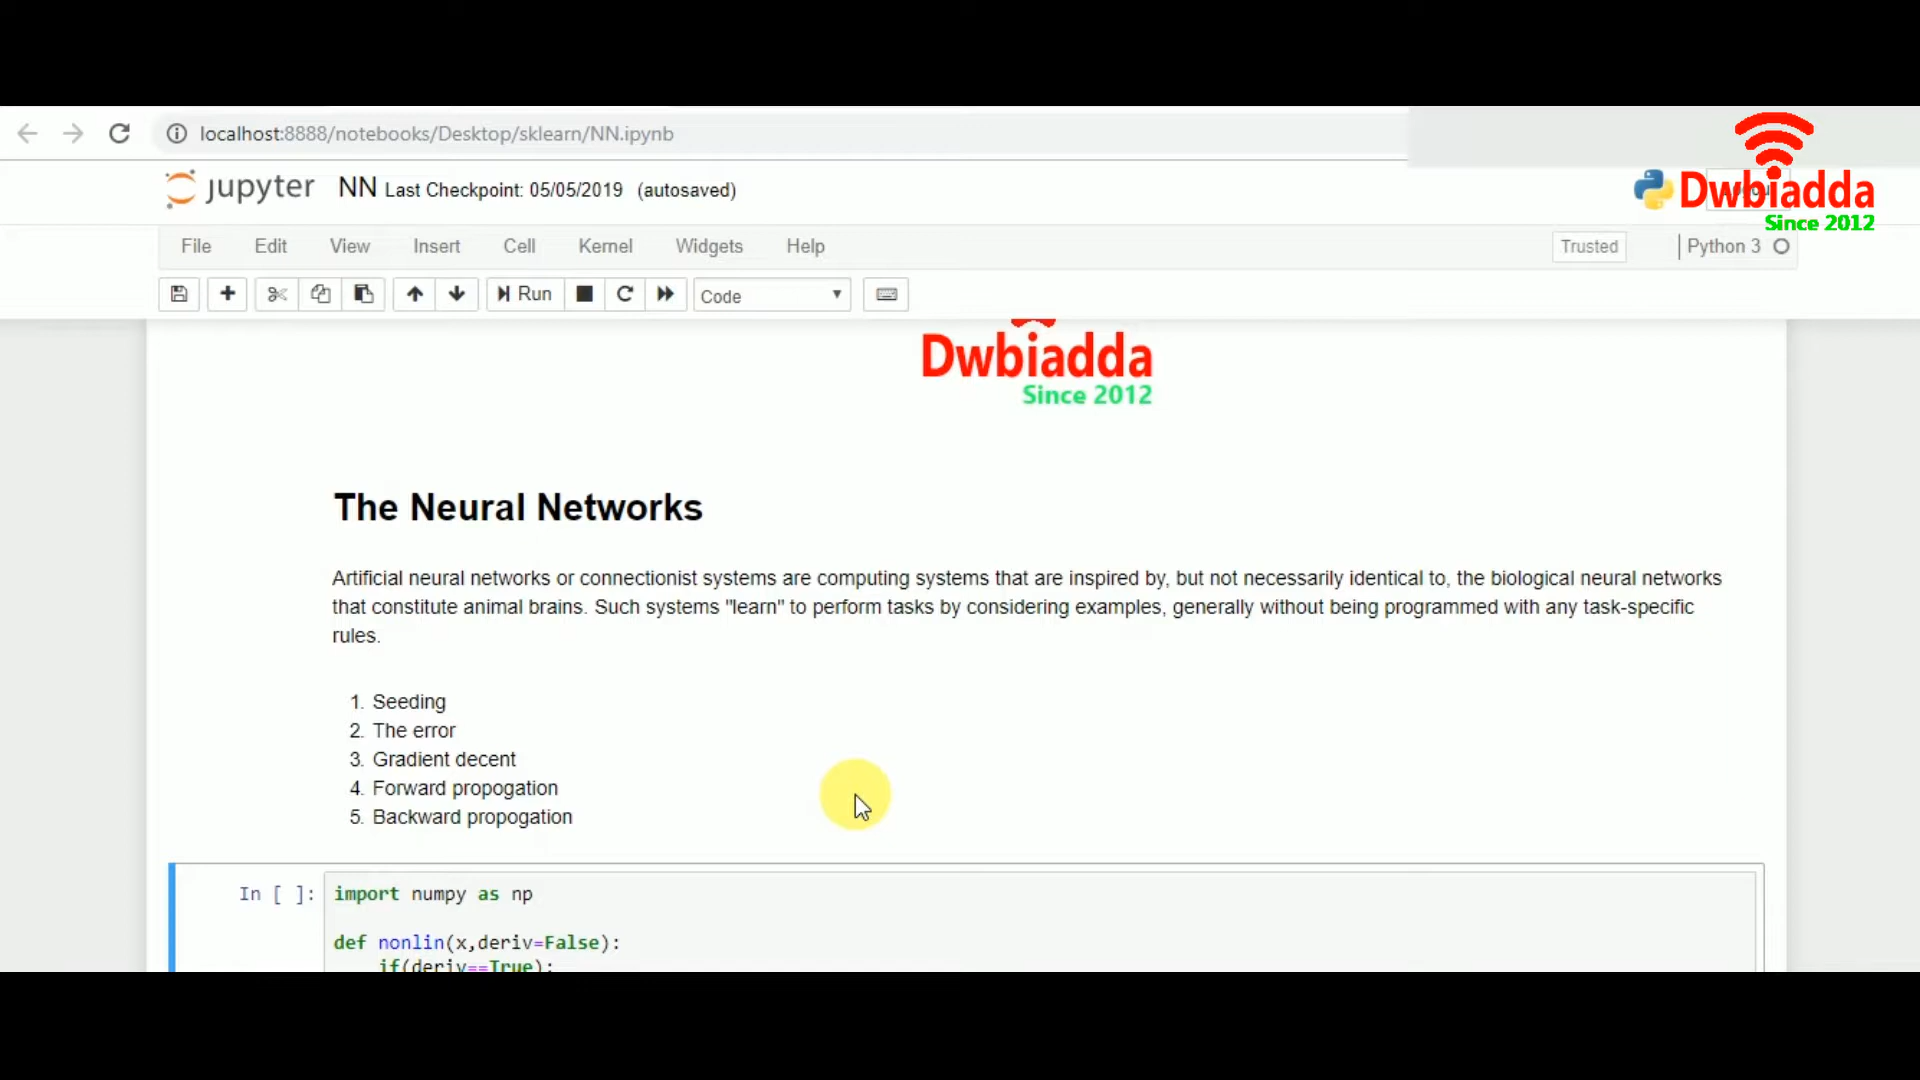 localhost:8888/notebooks/Desktop/sklearn/NN.ipynb
jupyter NN Last Checkpoint: 05/05/2019 (autosaved)
Dwbiadda
Since 2012
File Edit View Insert Cell Kernel Widgets Help Trusted Python 3
Run Code
Dwbiadda
Since 2012
The Neural Networks
Artificial neural networks or connectionist systems are computing systems that are inspired by, but not necessarily identical to, the biological neural networks
that constitute animal brains. Such systems "learn" to perform tasks by considering examples, generally without being programmed with any task-specific
rules.
1. Seeding
2. The error
3. Gradient decent
4. Forward propogation
5. Backward propogation
In [ ]: import numpy as np
def nonlin(x,deriv=False):
if(deriv==True):